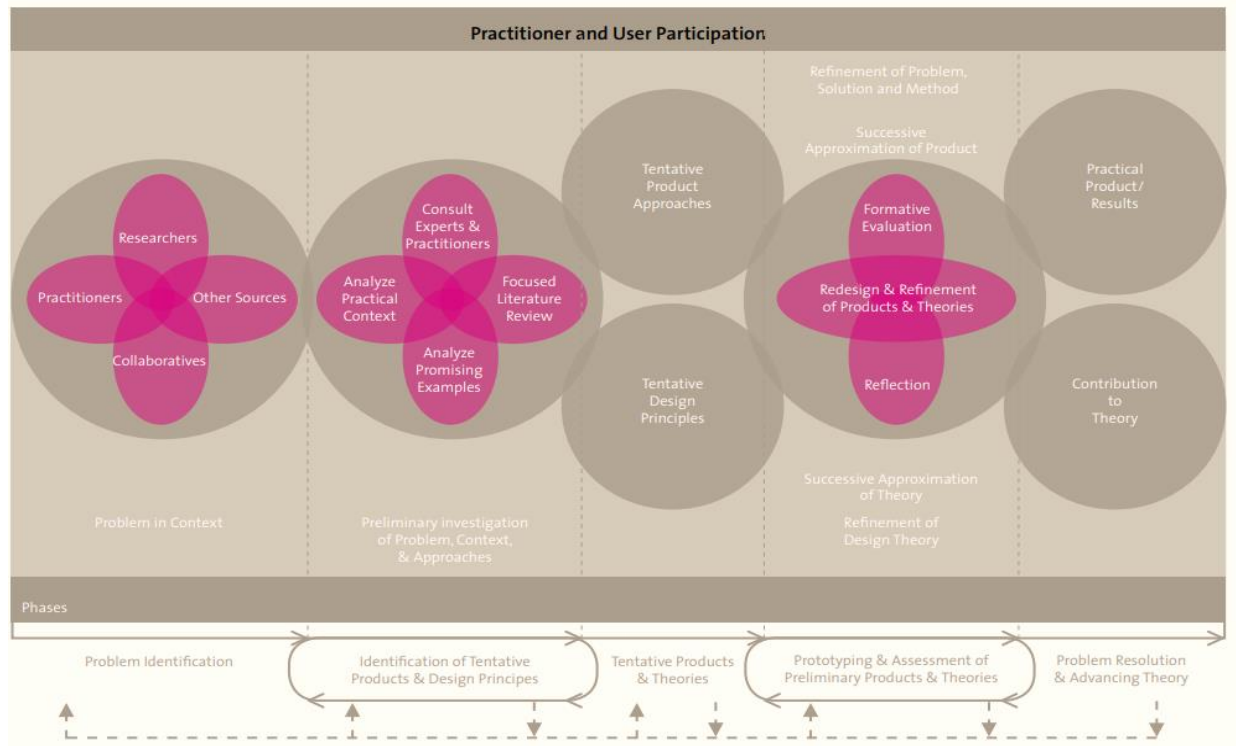 Practitioner and User Participation
Researchers
Practitioners
Other Sources
Collaboratives
Problem in Context
Consult
Experts &
Practitioners
Analyze
Practical
Context
Focused
Literature
Review
Analyze
Promising
Examples
Preliminary investigation
of Problem, Context,
& Approaches
Tentative
Product
Approaches
Tentative
Design
Principles
Refinement of Problem,
Solution and Method
Successive
Approximation of Product
Formative
Evaluation
Redesign & Refinement
of Products & Theories
Reflection
Successive Approximation
of Theory
Refinement of
Design Theory
Practical
Product/
Results
Contribution
to
Theory
Phases
Problem Identification
Identification of Tentative
Products & Design Principes
Tentative Products
& Theories
Prototyping & Assessment of
Preliminary Products & Theories
Problem Resolution
& Advancing Theory